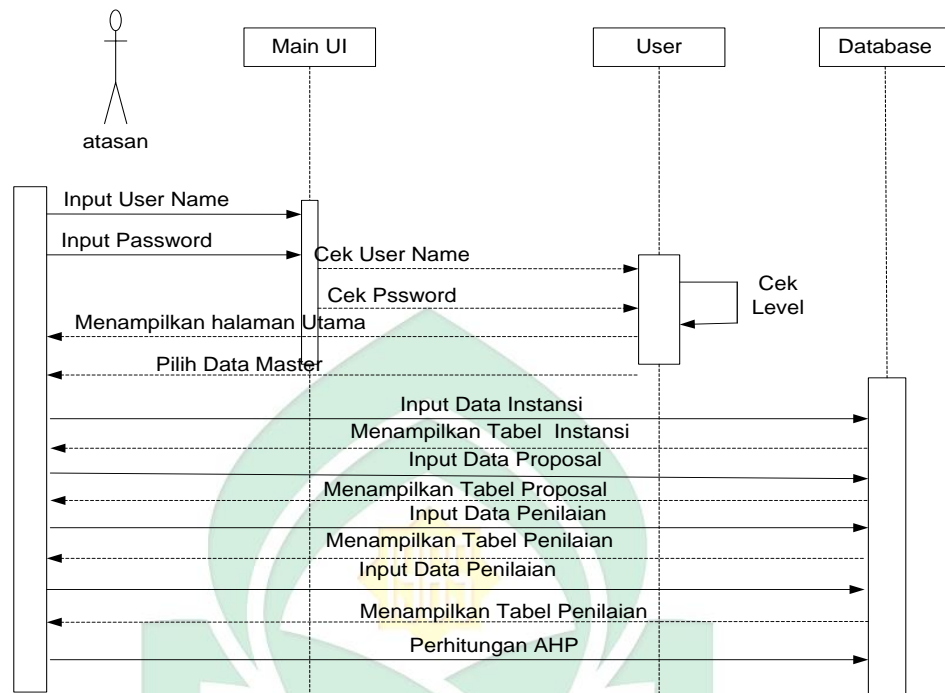 Main UI
User
Database
atasan
Input User Name
Input Password
Cek User Name
Cek Pssword
Cek
Level
Menampilkan halaman Utama
Pilih Data Master
Input Data Instansi
Menampilkan Tabel Instansi
Input Data Proposal
Menampilkan Tabel Proposal
Input Data Penilaian
Menampilkan Tabel Penilaian
Input Data Penilaian
Menampilkan Tabel Penilaian
Perhitungan AHP